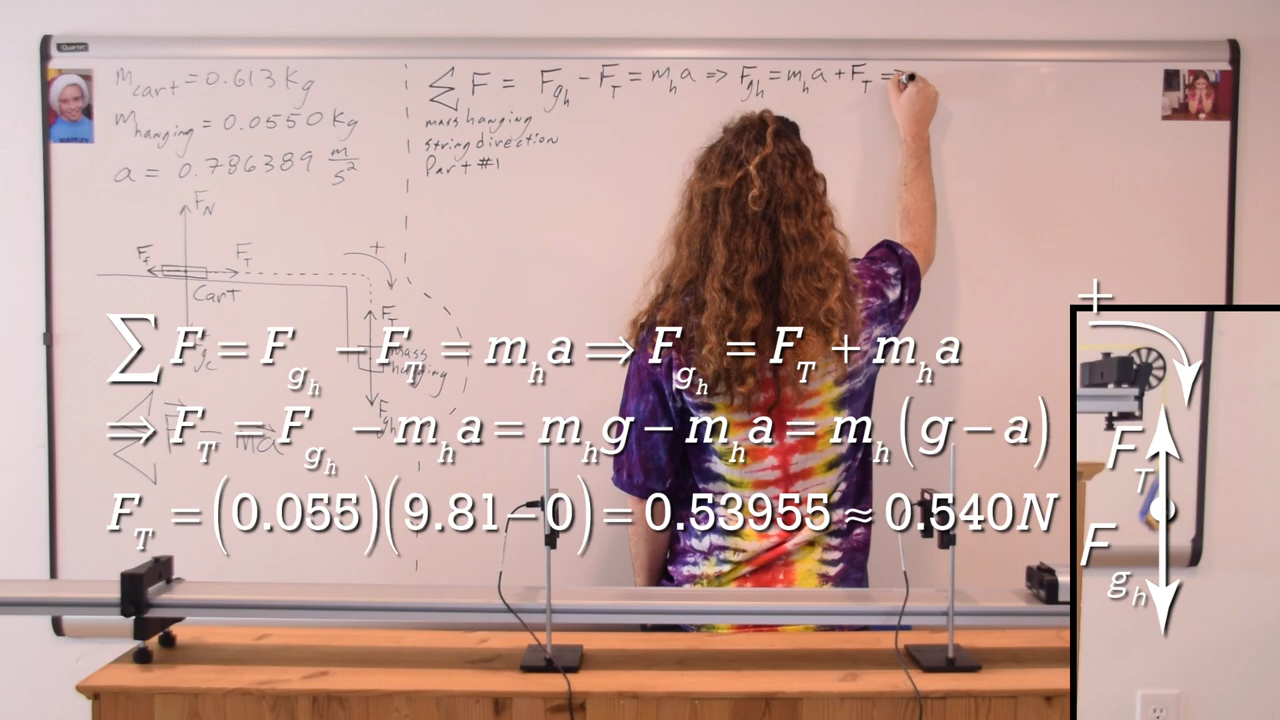 Quartet
m_cart = 0.613 Kg
m_hanging = 0.0550 Kg
a = 0.786389 m/s²
∑ F = F_gh - F_T = m_h a ⇒ F_gh = m_h a + F_T =
mass hanging
string direction
Part #1
F_N
F_f
F_T
+
Cart
F_T
mass
hanging
F_gc
F_gh
∑F = F_gh − F_T = m_h a ⇒ F_gh = F_T + m_h a
⇒ F_T = F_gh − m_h a = m_h g − m_h a = m_h (g − a)
F_T = (0.055)(9.81−0) = 0.53955 ≈ 0.540N
+
F_T
F_gh